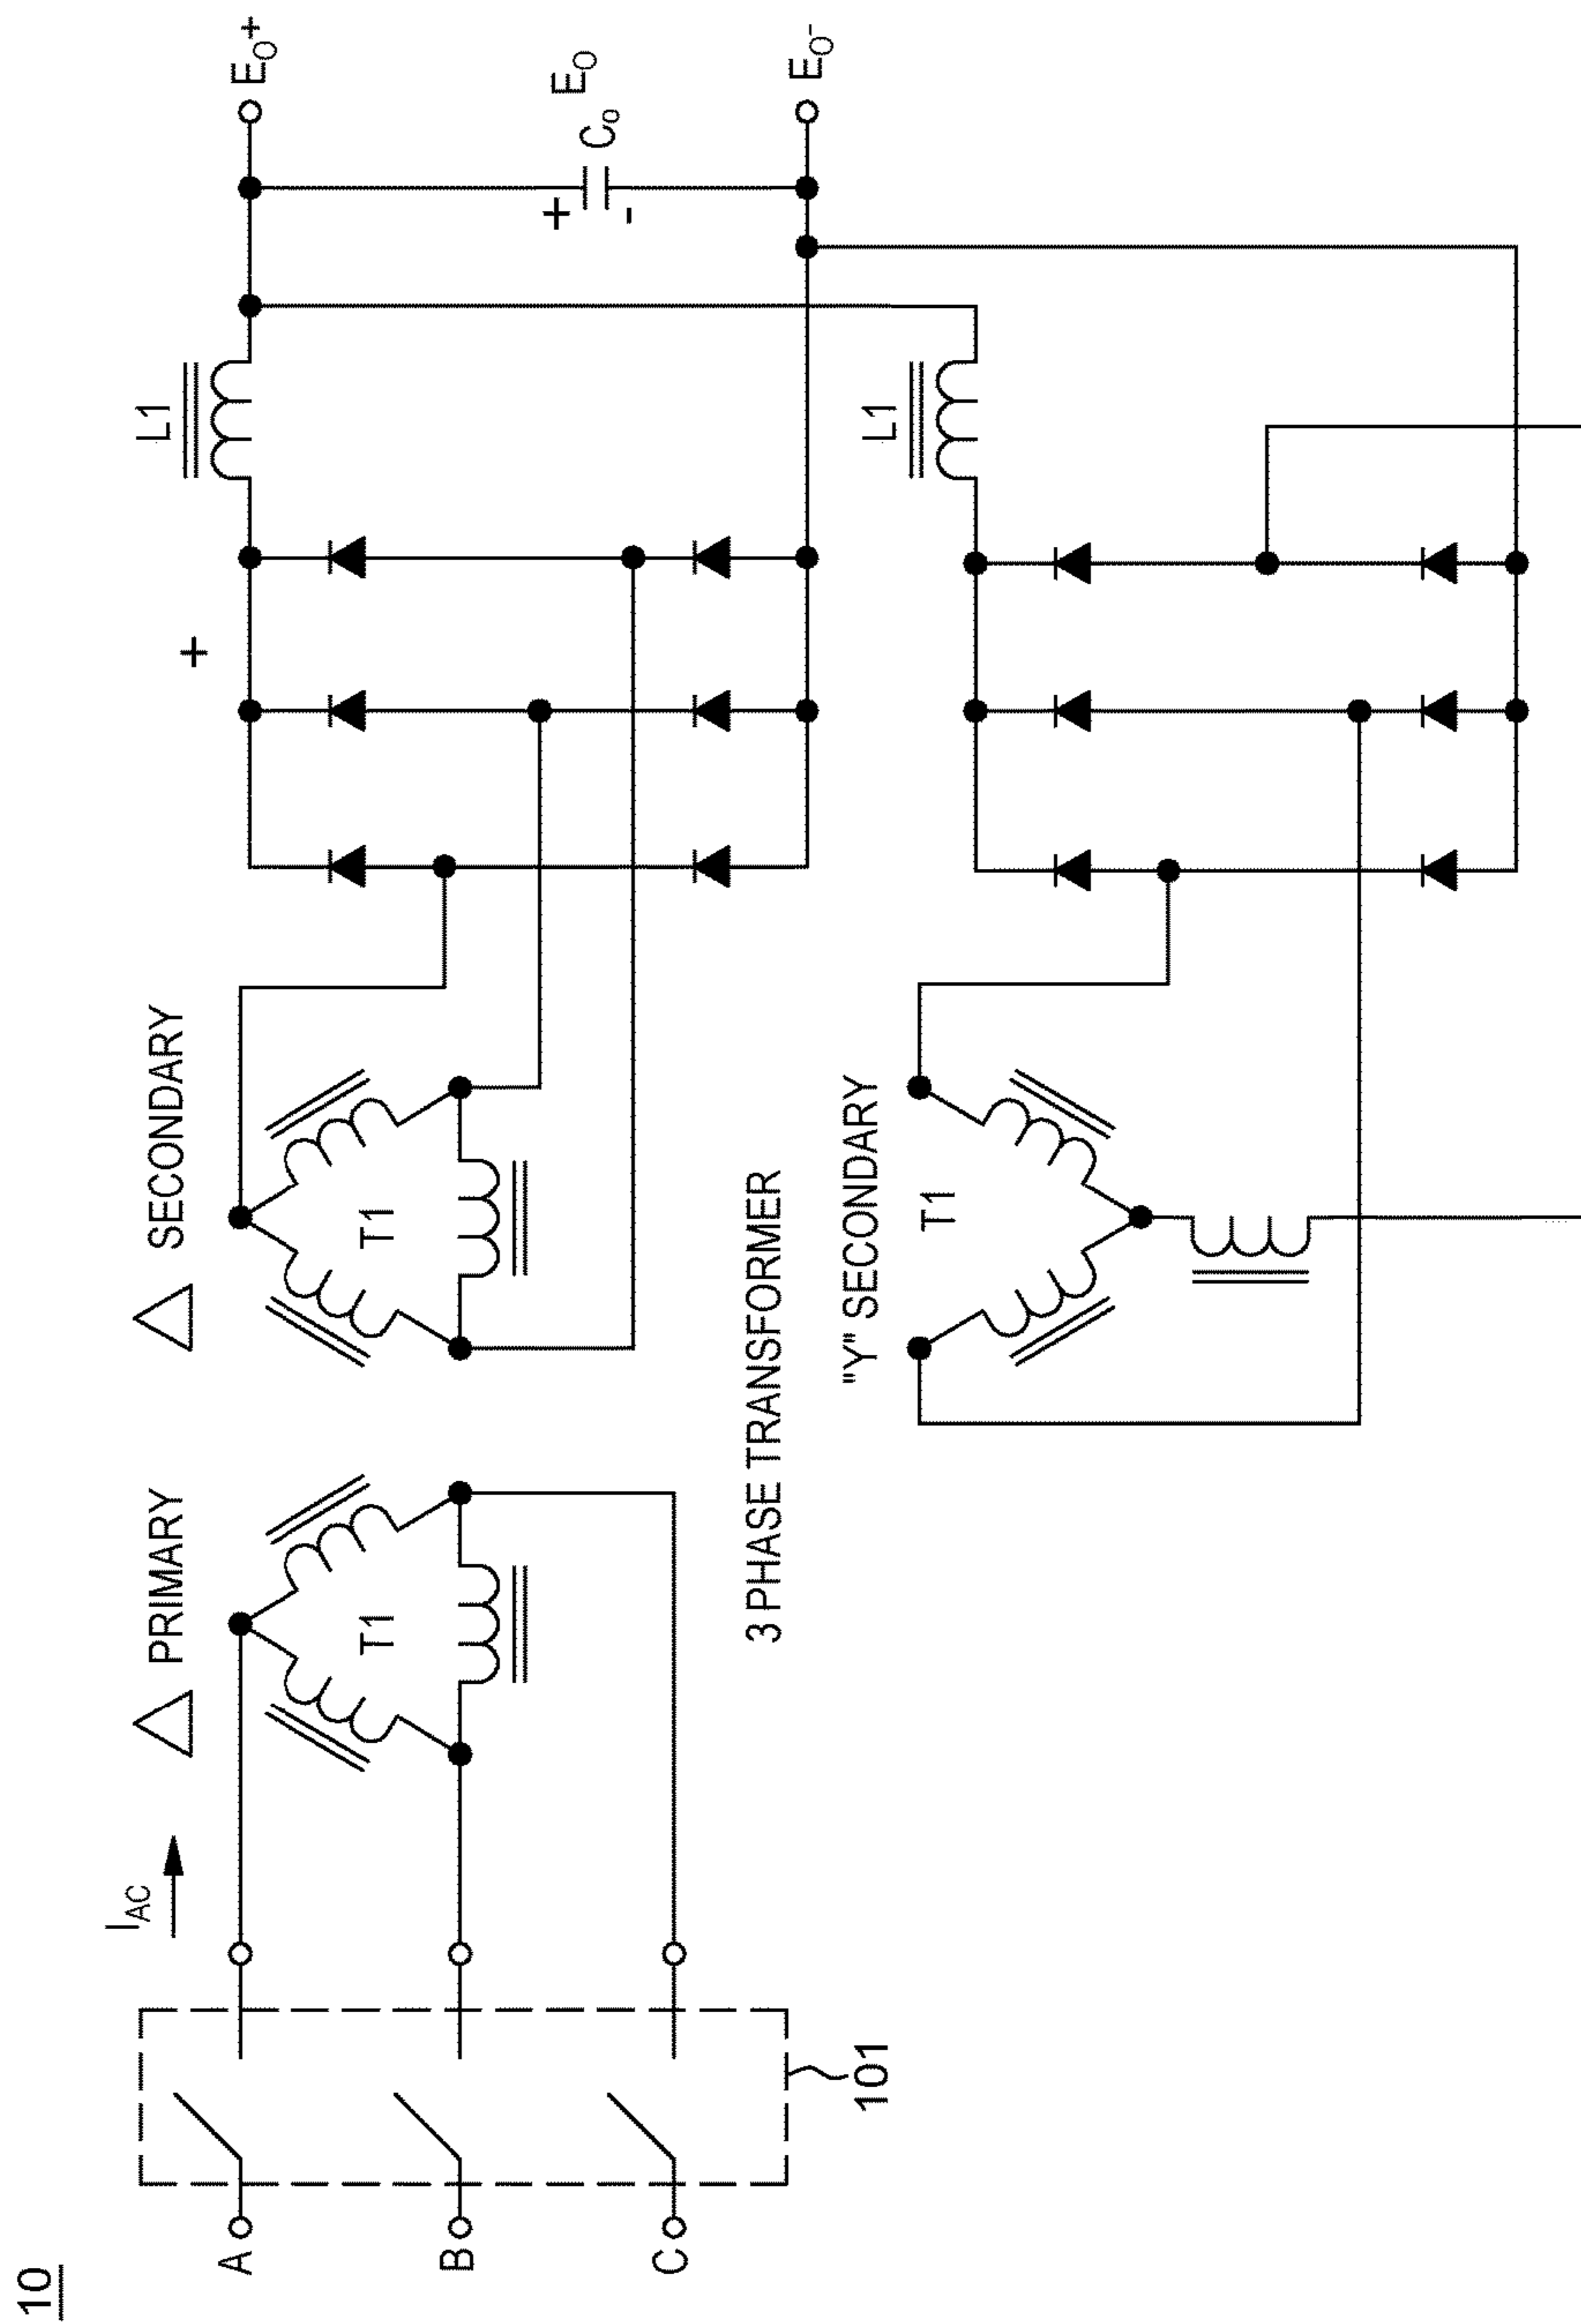 10
A
B
C
101
I_AC
△ PRIMARY
T1
3 PHASE TRANSFORMER
△ SECONDARY
T1
"Y" SECONDARY
T1
+
L1
L1
+
-
C_o
E_O
E_O+
E_O-